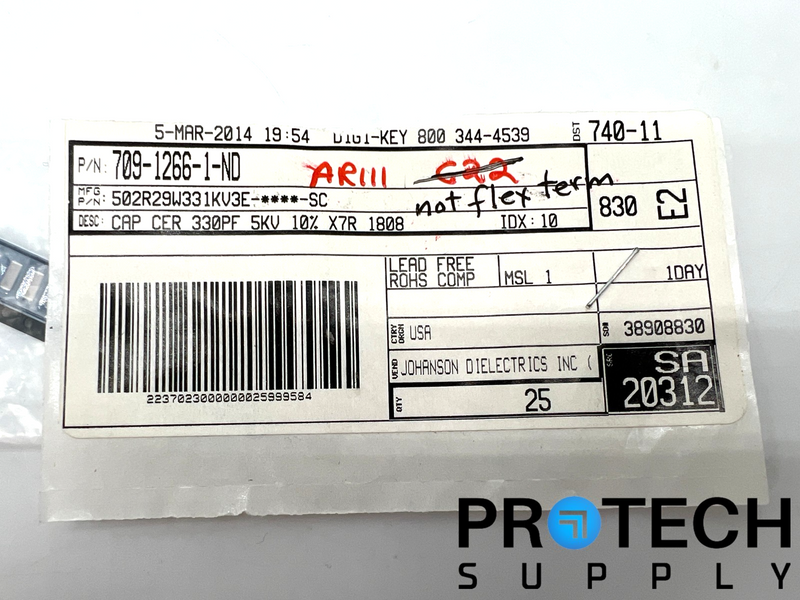 5-MAR-2014 19:54 DIGI-KEY 800 344-4539 DST 740-11
P/N: 709-1266-1-ND AR111 C22
MFG P/N: 502R29W331KV3E-****-SC not flex term
830 E2
DESC: CAP CER 330PF 5KV 10% X7R 1808 IDX: 10
LEAD FREE
ROHS COMP MSL 1 1DAY
CTRY ORGN USA SO# 38908830
VEND JOHANSON DIELECTRICS INC (
SRC SA
20312
QTY 25
2237023000000025999584
PROTECH
SUPPLY